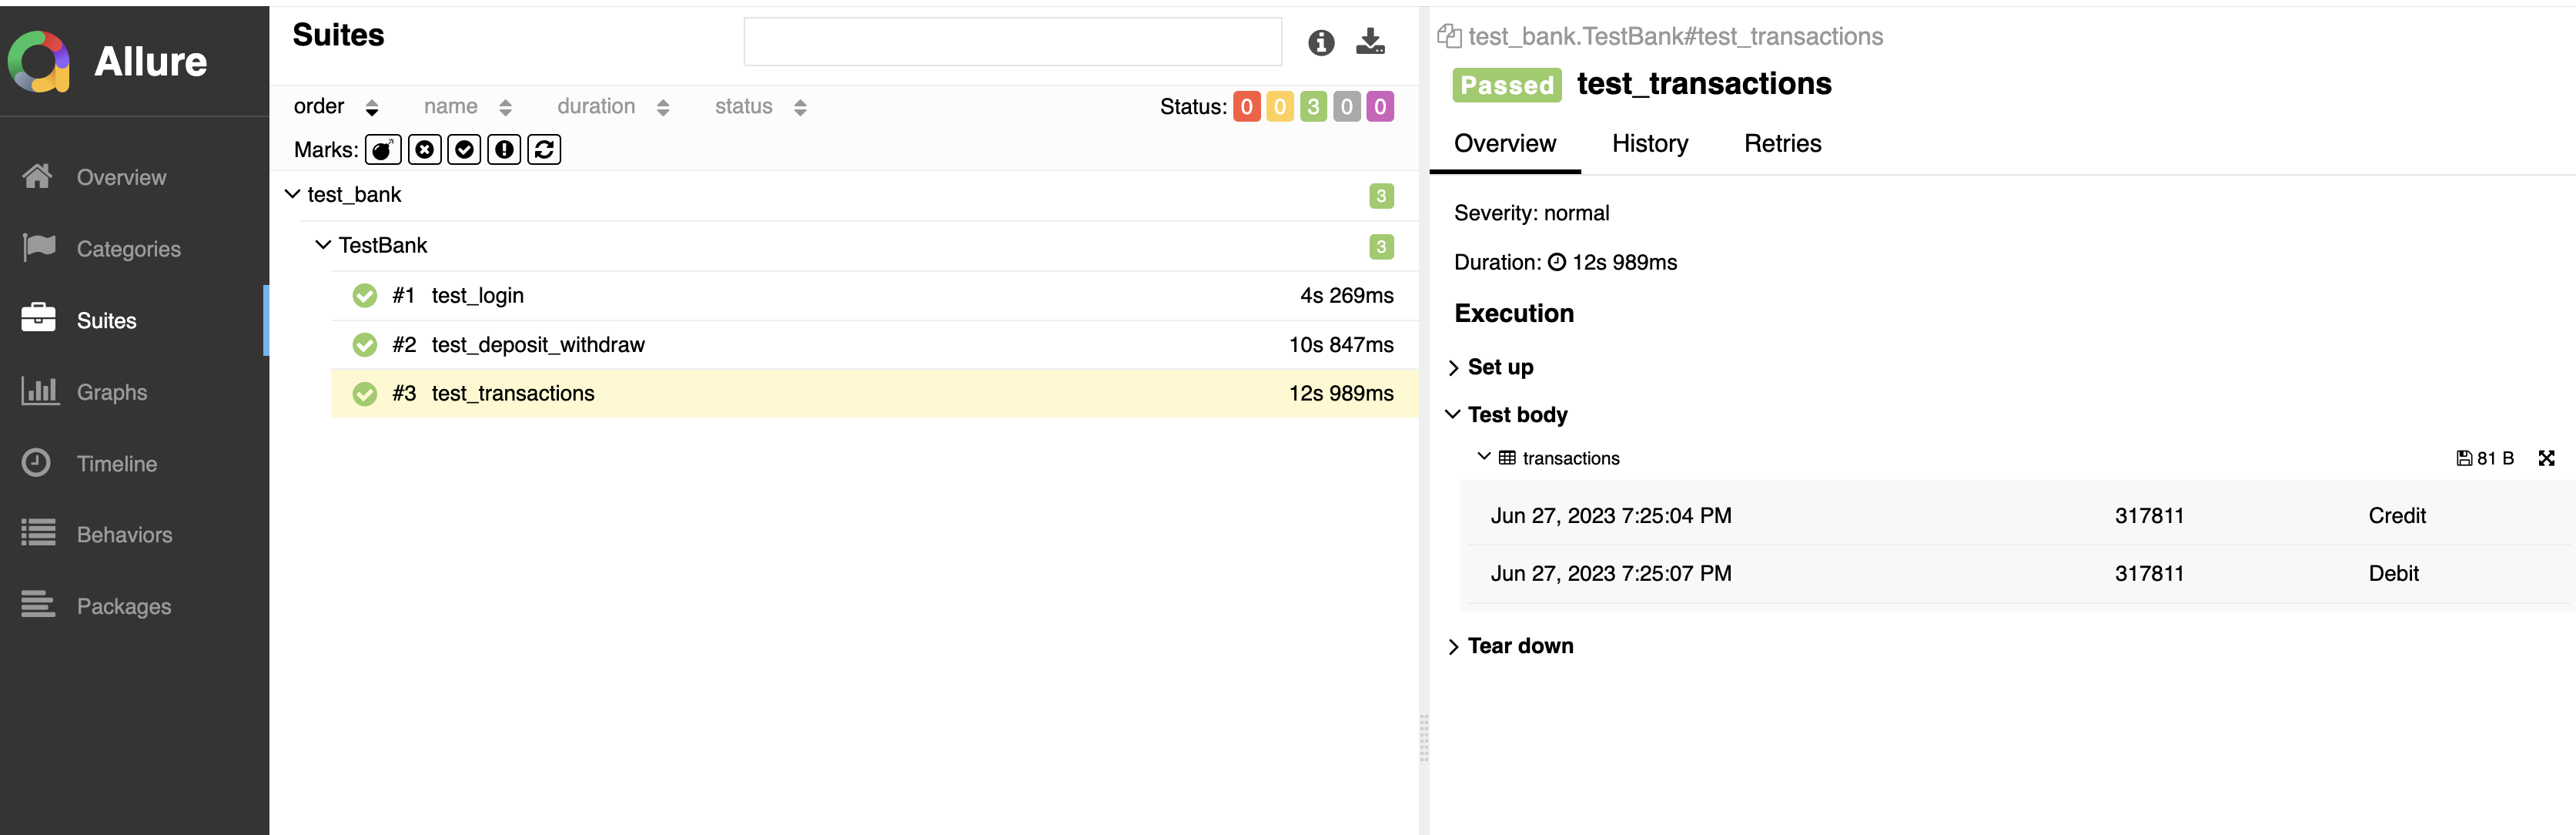 Allure
Overview
Categories
Suites
Graphs
Timeline
Behaviors
Packages
Suites
order name duration status
Status: 0 0 3 0 0
Marks:
test_bank 3
TestBank 3
#1 test_login 4s 269ms
#2 test_deposit_withdraw 10s 847ms
#3 test_transactions 12s 989ms
test_bank.TestBank#test_transactions
Passed test_transactions
Overview History Retries
Severity: normal
Duration: 12s 989ms
Execution
Set up
Test body
transactions 81 B
Jun 27, 2023 7:25:04 PM 317811 Credit
Jun 27, 2023 7:25:07 PM 317811 Debit
Tear down